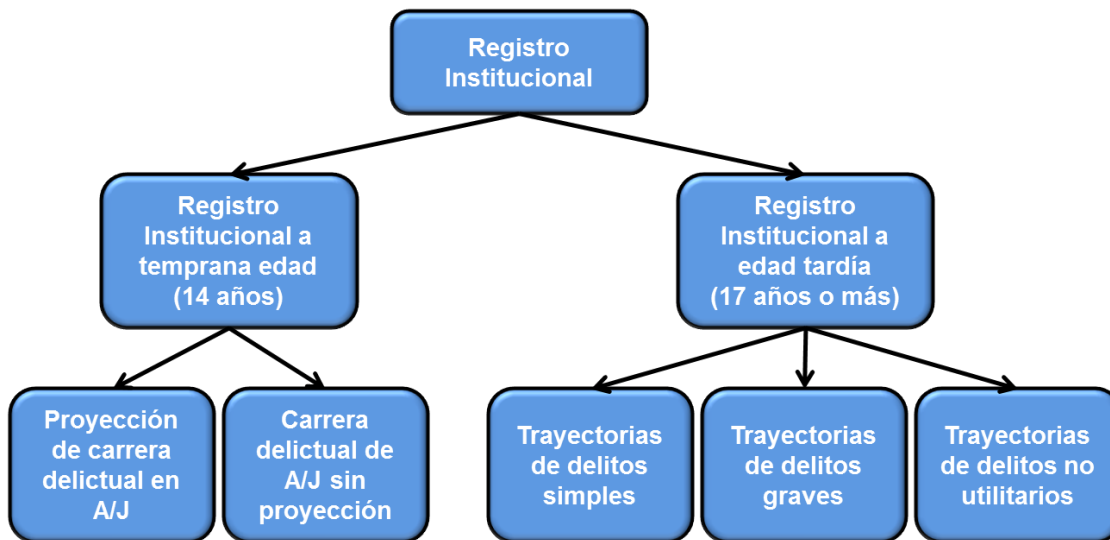 Registro
Institucional
Registro
Institucional a
temprana edad
(14 años)
Registro
Institucional a
edad tardía
(17 años o más)
Proyección
de carrera
delictual en
A/J
Carrera
delictual de
A/J sin
proyección
Trayectorias
de delitos
simples
Trayectorias
de delitos
graves
Trayectorias
de delitos no
utilitarios